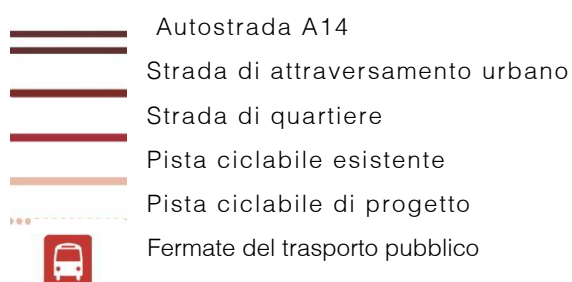 Autostrada A14
Strada di attraversamento urbano
Strada di quartiere
Pista ciclabile esistente
Pista ciclabile di progetto
Fermate del trasporto pubblico